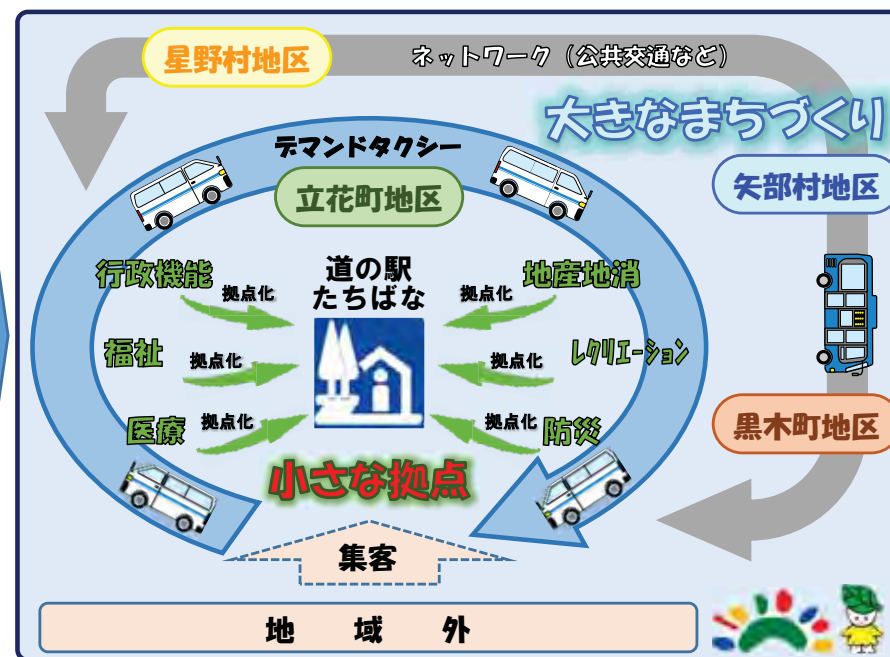 星野村地区
ネットワーク（公共交通など）
大きなまちづくり
デマンドタクシー
立花町地区
矢部村地区
行政機能
拠点化
道の駅
たちばな
拠点化
地産地消
福祉
拠点化
拠点化
レクリエーション
医療
拠点化
拠点化
防災
黒木町地区
小さな拠点
集客
地域外